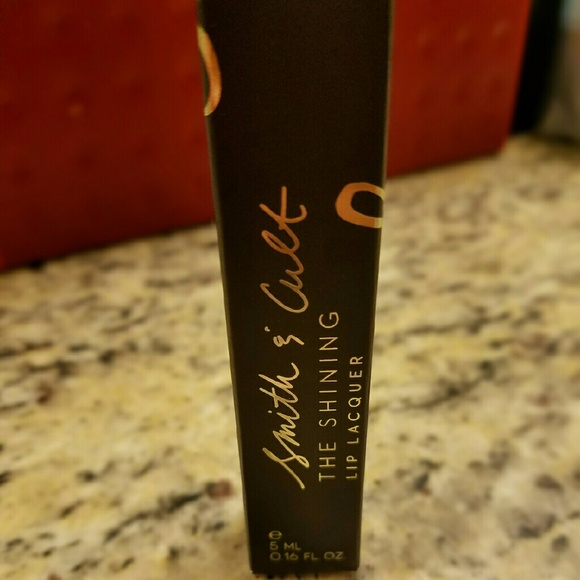 Smith & Cult
THE SHINING
LIP LACQUER
℮
5 ML
0.16 FL OZ